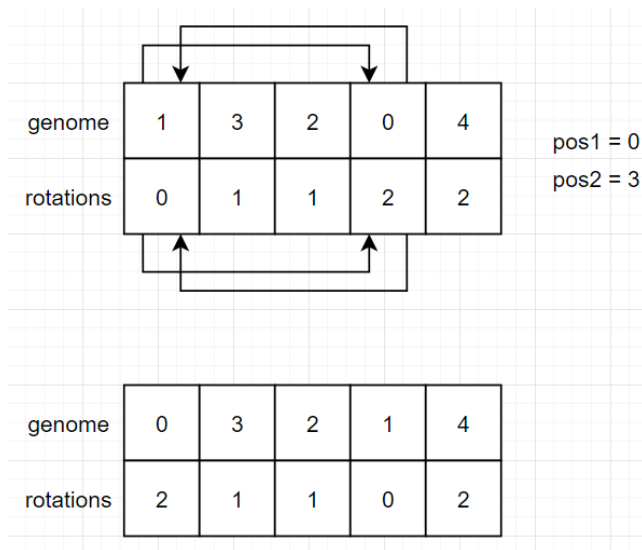 genome 1 3 2 0 4
pos1 = 0
pos2 = 3
rotations 0 1 1 2 2
genome 0 3 2 1 4
rotations 2 1 1 0 2